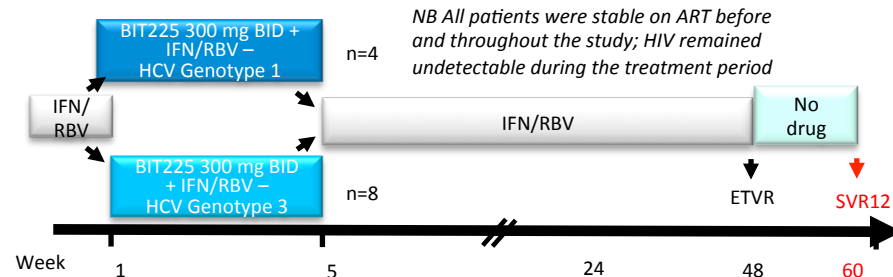 BIT225 300 mg BID +
IFN/RBV –
HCV Genotype 1
n=4
NB All patients were stable on ART before
and throughout the study; HIV remained
undetectable during the treatment period
IFN/
RBV
IFN/RBV
No
drug
BIT225 300 mg BID
+ IFN/RBV –
HCV Genotype 3
n=8
ETVR
SVR12
Week
1
5
24
48
60